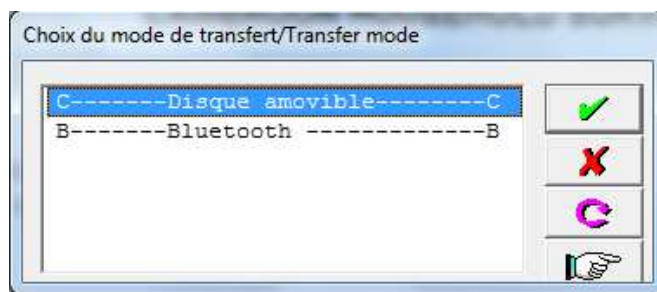 Choix du mode de transfert/Transfer mode
C-------Disque amovible--------C
B-------Bluetooth -------------B